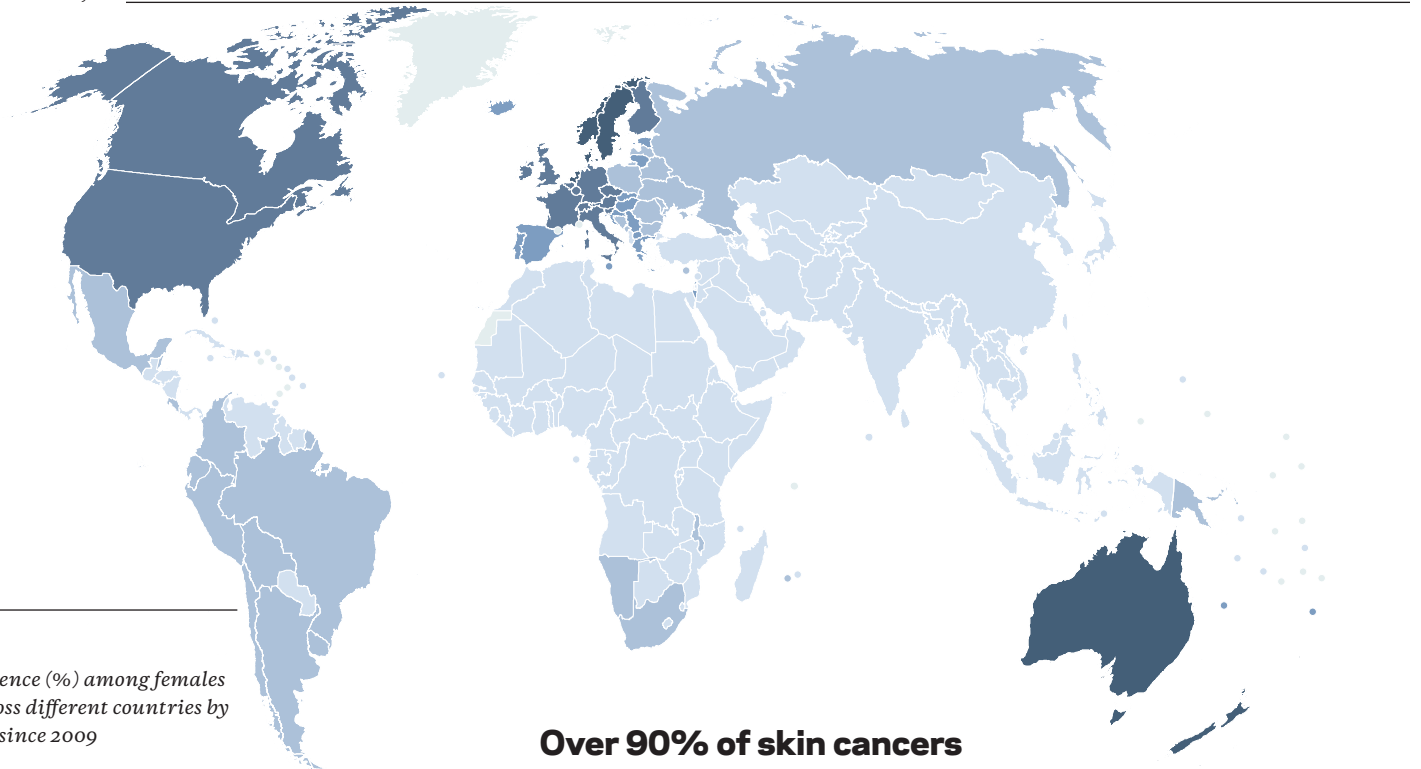 ence (%) among females
oss different countries by
since 2009
Over 90% of skin cancers